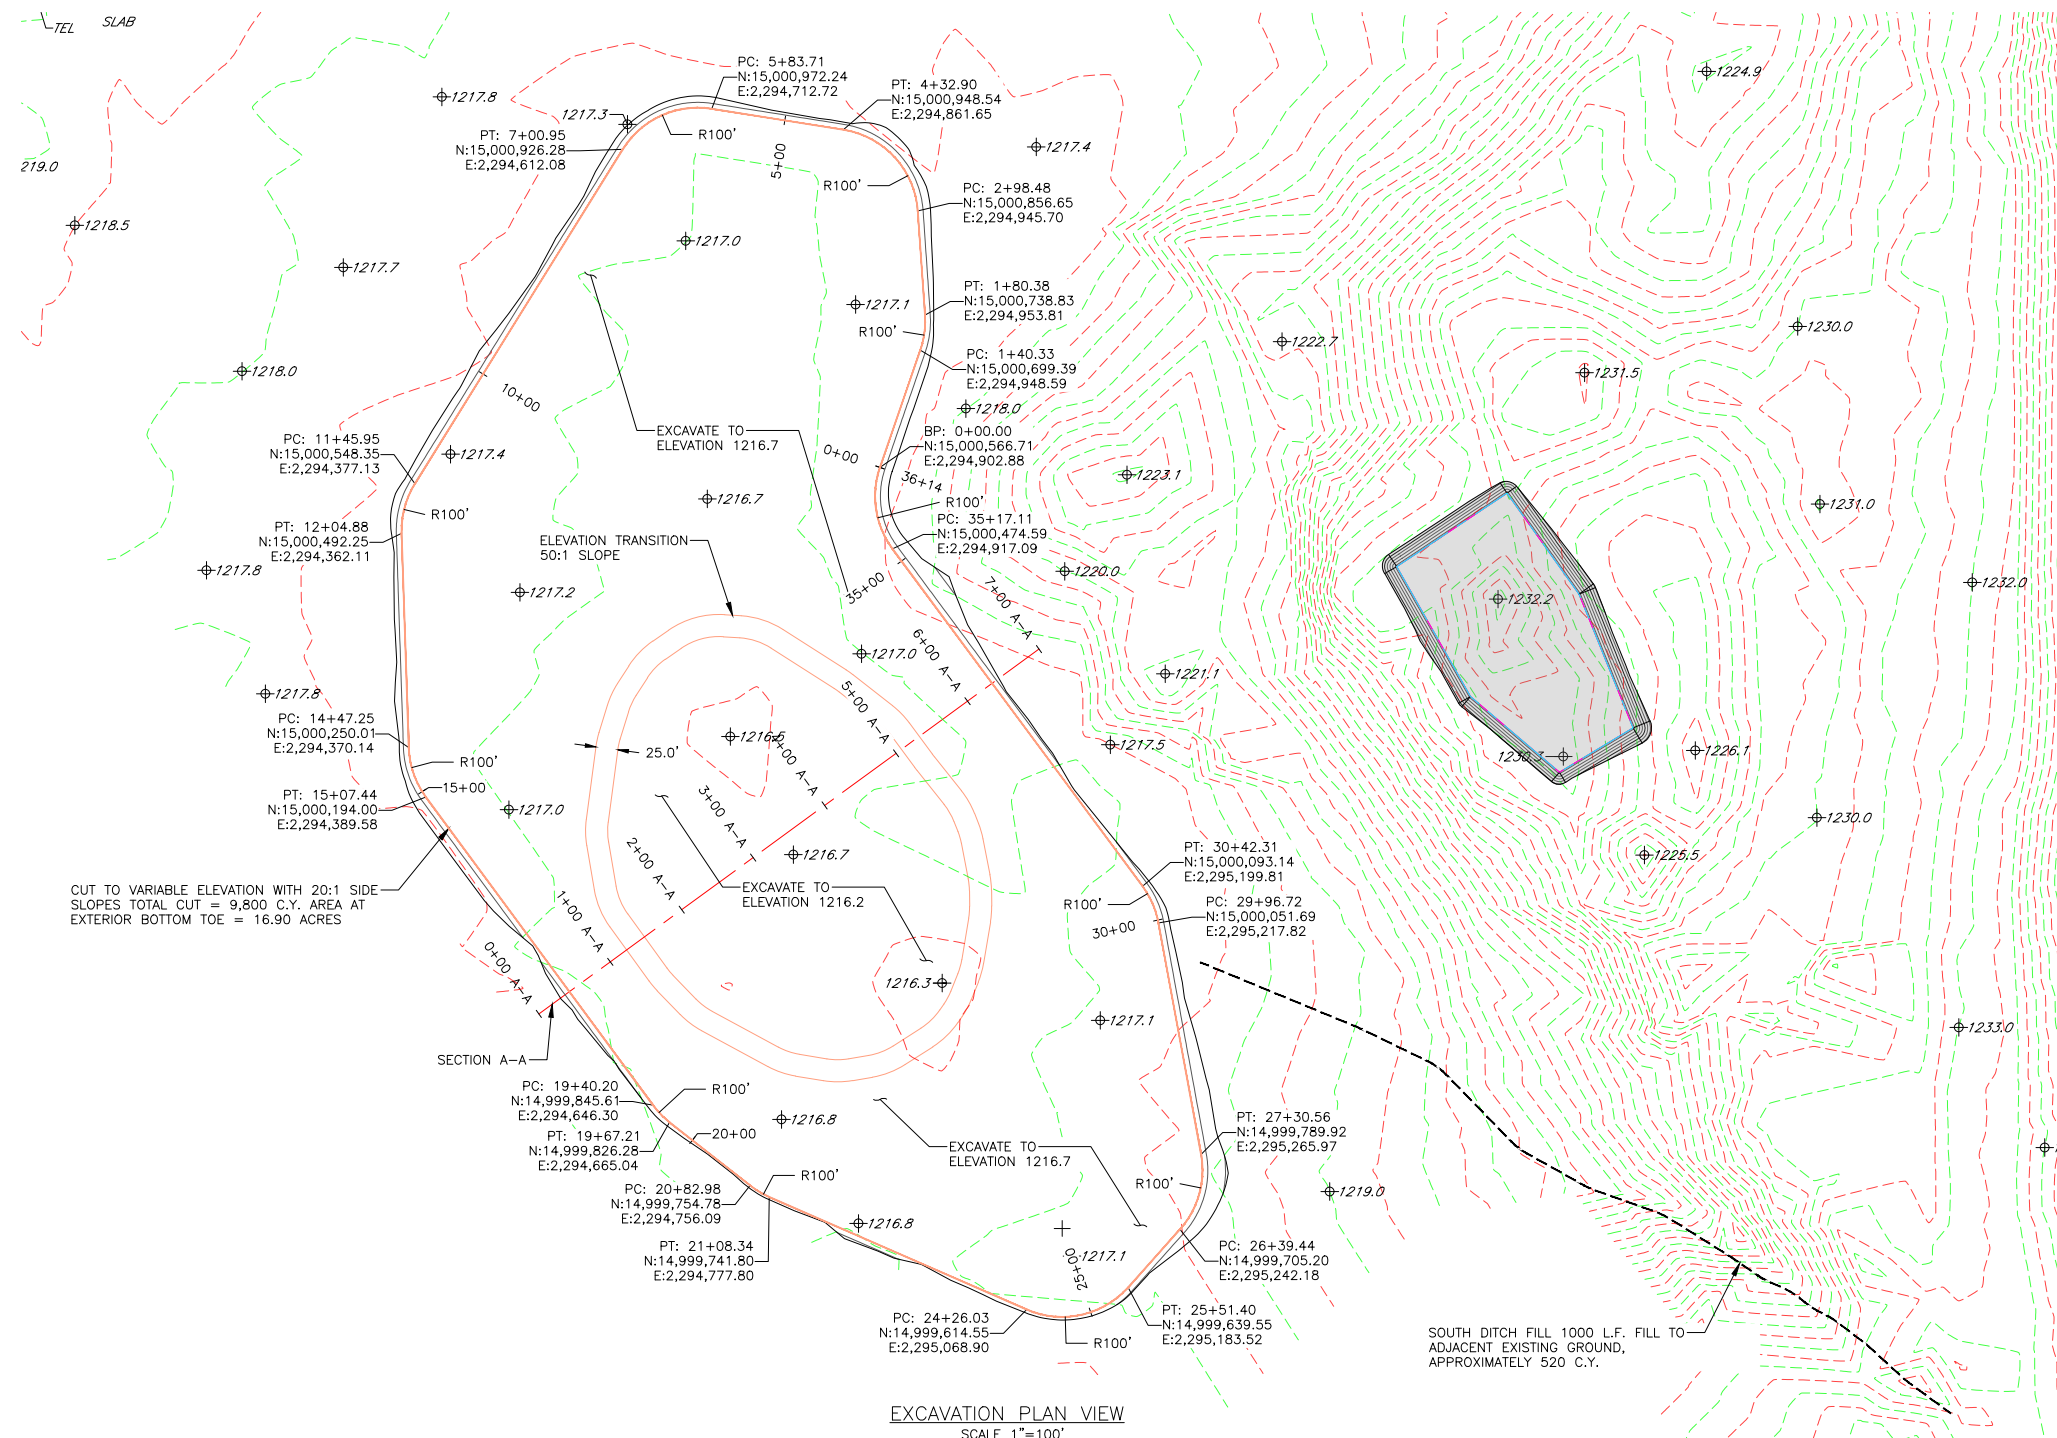 TEL
SLAB
219.0
1218.5
1217.8
1217.3
PT: 7+00.95
N:15,000,926.28
E:2,294,612.08
R100'
PC: 5+83.71
N:15,000,972.24
E:2,294,712.72
5+00
PT: 4+32.90
N:15,000,948.54
E:2,294,861.65
R100'
1217.4
PC: 2+98.48
N:15,000,856.65
E:2,294,945.70
1224.9
1217.7
1217.0
1217.1
PT: 1+80.38
N:15,000,738.83
E:2,294,953.81
R100'
PC: 1+40.33
N:15,000,699.39
E:2,294,948.59
1222.7
1230.0
1218.0
10+00
1218.0
1231.5
EXCAVATE TO
ELEVATION 1216.7
BP: 0+00.00
N:15,000,566.71
E:2,294,902.88
0+00
36+14
R100'
PC: 11+45.95
N:15,000,548.35
E:2,294,377.13
1217.4
1216.7
1223.1
1231.0
R100'
PT: 12+04.88
N:15,000,492.25
E:2,294,362.11
ELEVATION TRANSITION
50:1 SLOPE
PC: 35+17.11
N:15,000,474.59
E:2,294,917.09
35+00
1217.8
1217.2
1220.0
1232.0
1232.2
7+00 A-A
6+00 A-A
5+00 A-A
4+00 A-A
3+00 A-A
2+00 A-A
1+00 A-A
0+00 A-A
1217.0
1221.1
1217.8
PC: 14+47.25
N:15,000,250.01
E:2,294,370.14
R100'
1216.5
25.0'
1217.5
1226.1
1230.3
15+00
PT: 15+07.44
N:15,000,194.00
E:2,294,389.58
1217.0
1216.7
1230.0
1225.5
PT: 30+42.31
N:15,000,093.14
E:2,295,199.81
R100'
PC: 29+96.72
N:15,000,051.69
E:2,295,217.82
30+00
CUT TO VARIABLE ELEVATION WITH 20:1 SIDE
SLOPES TOTAL CUT = 9,800 C.Y. AREA AT
EXTERIOR BOTTOM TOE = 16.90 ACRES
EXCAVATE TO
ELEVATION 1216.2
1216.3
1217.1
1233.0
SECTION A-A
PC: 19+40.20
N:14,999,845.61
E:2,294,646.30
R100'
PT: 19+67.21
N:14,999,826.28
E:2,294,665.04
20+00
1216.8
EXCAVATE TO
ELEVATION 1216.7
PT: 27+30.56
N:14,999,789.92
E:2,295,265.97
R100'
1219.0
PC: 20+82.98
N:14,999,754.78
E:2,294,756.09
R100'
1216.8
PT: 21+08.34
N:14,999,741.80
E:2,294,777.80
25+00
1217.1
PC: 26+39.44
N:14,999,705.20
E:2,295,242.18
PC: 24+26.03
N:14,999,614.55
E:2,295,068.90
R100'
PT: 25+51.40
N:14,999,639.55
E:2,295,183.52
SOUTH DITCH FILL 1000 L.F. FILL TO
ADJACENT EXISTING GROUND,
APPROXIMATELY 520 C.Y.
EXCAVATION PLAN VIEW
SCALE 1"=100'